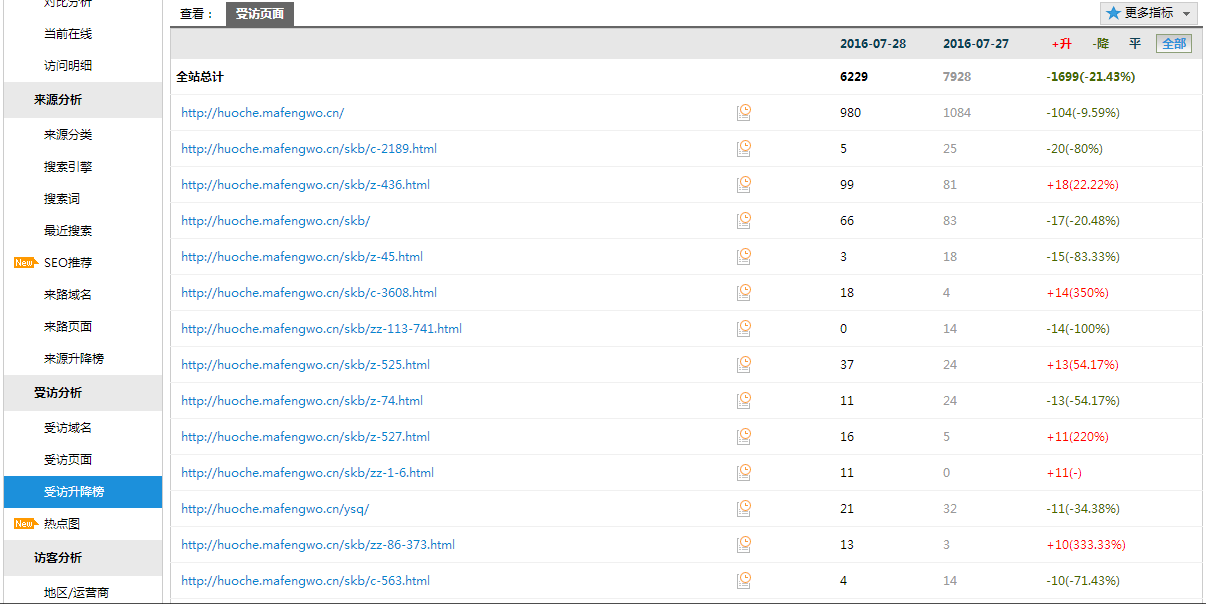 对比分析
当前在线
访问明细
来源分析
来源分类
搜索引擎
搜索词
最近搜索
New SEO推荐
来路域名
来路页面
来源升降榜
受访分析
受访域名
受访页面
受访升降榜
New 热点图
访客分析
地区/运营商
查看： 受访页面 更多指标
2016-07-28 2016-07-27 +升 -降 平 全部
全站总计 6229 7928 -1699(-21.43%)
http://huoche.mafengwo.cn/ 980 1084 -104(-9.59%)
http://huoche.mafengwo.cn/skb/c-2189.html 5 25 -20(-80%)
http://huoche.mafengwo.cn/skb/z-436.html 99 81 +18(22.22%)
http://huoche.mafengwo.cn/skb/ 66 83 -17(-20.48%)
http://huoche.mafengwo.cn/skb/z-45.html 3 18 -15(-83.33%)
http://huoche.mafengwo.cn/skb/c-3608.html 18 4 +14(350%)
http://huoche.mafengwo.cn/skb/zz-113-741.html 0 14 -14(-100%)
http://huoche.mafengwo.cn/skb/z-525.html 37 24 +13(54.17%)
http://huoche.mafengwo.cn/skb/z-74.html 11 24 -13(-54.17%)
http://huoche.mafengwo.cn/skb/z-527.html 16 5 +11(220%)
http://huoche.mafengwo.cn/skb/zz-1-6.html 11 0 +11(-)
http://huoche.mafengwo.cn/ysq/ 21 32 -11(-34.38%)
http://huoche.mafengwo.cn/skb/zz-86-373.html 13 3 +10(333.33%)
http://huoche.mafengwo.cn/skb/c-563.html 4 14 -10(-71.43%)